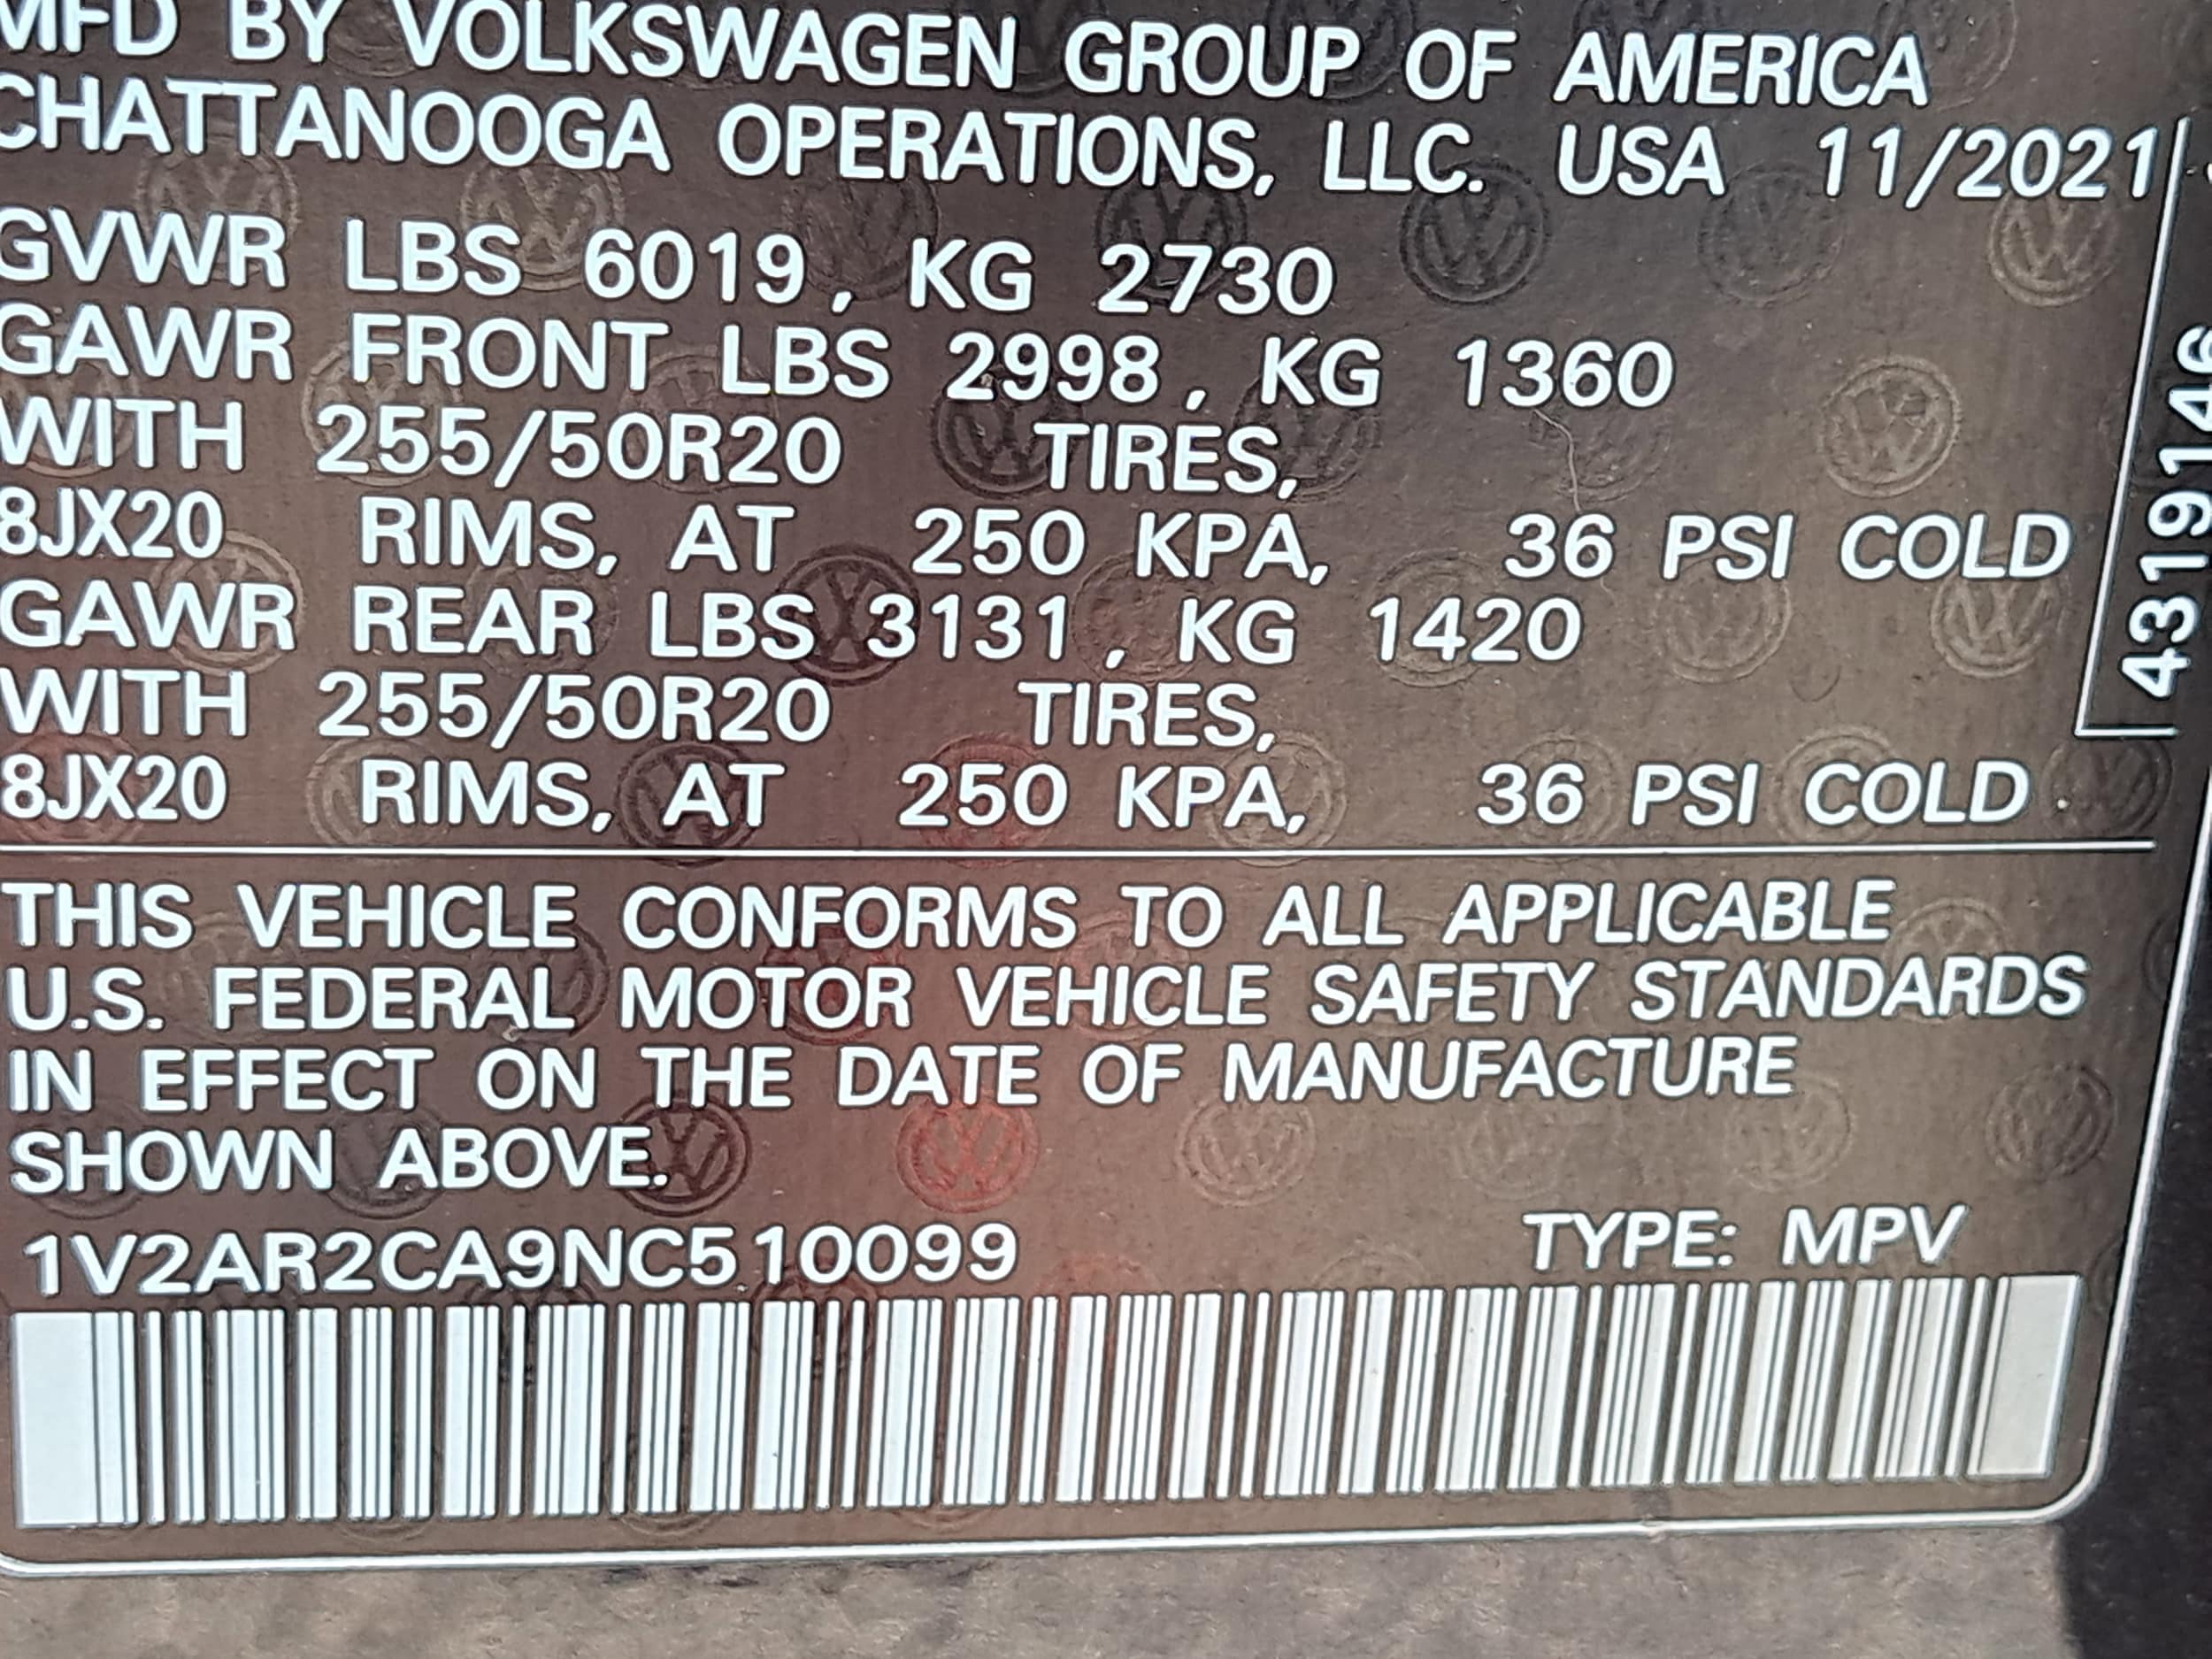 MFD BY VOLKSWAGEN GROUP OF AMERICA
CHATTANOOGA OPERATIONS, LLC. USA 11/2021
GVWR LBS 6019, KG 2730
GAWR FRONT LBS 2998, KG 1360
WITH 255/50R20 TIRES,
8JX20 RIMS, AT 250 KPA, 36 PSI COLD
GAWR REAR LBS 3131, KG 1420
WITH 255/50R20 TIRES,
8JX20 RIMS, AT 250 KPA, 36 PSI COLD
THIS VEHICLE CONFORMS TO ALL APPLICABLE
U.S. FEDERAL MOTOR VEHICLE SAFETY STANDARDS
IN EFFECT ON THE DATE OF MANUFACTURE
SHOWN ABOVE.
1V2AR2CA9NC510099 TYPE: MPV